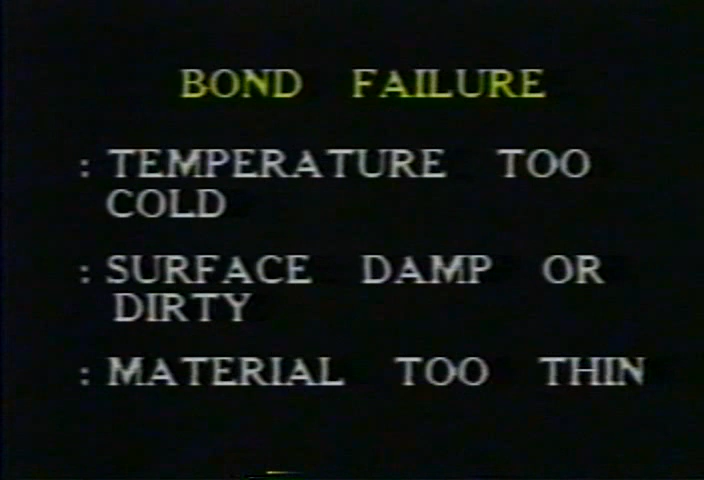 BOND FAILURE
: TEMPERATURE TOO
COLD
: SURFACE DAMP OR
DIRTY
: MATERIAL TOO THIN